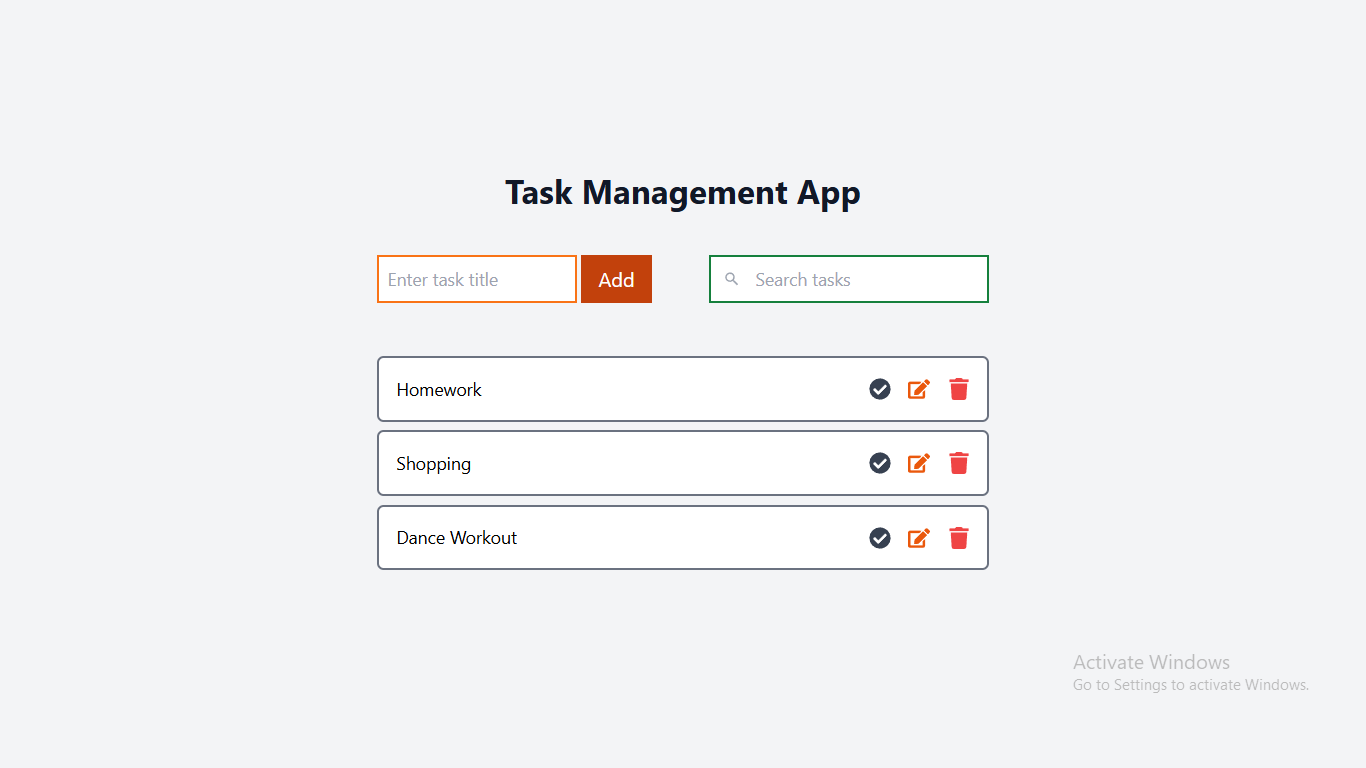 Task Management App
Enter task title
Add
Search tasks
Homework
Shopping
Dance Workout
Activate Windows
Go to Settings to activate Windows.